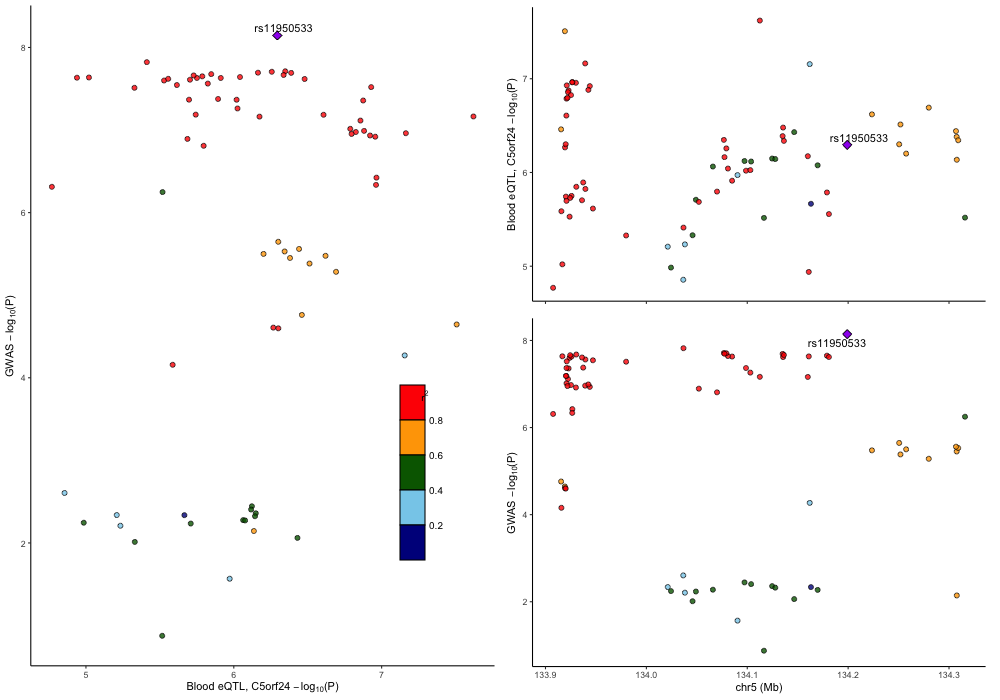 rs11950533
8
6
4
2
GWAS −log10(P)
5
6
7
Blood eQTL, C5orf24 −log10(P)
r²
0.8
0.6
0.4
0.2
rs11950533
7
6
5
Blood eQTL, C5orf24 −log10(P)
rs11950533
8
6
4
2
GWAS −log10(P)
133.9
134.0
134.1
134.2
134.3
chr5 (Mb)